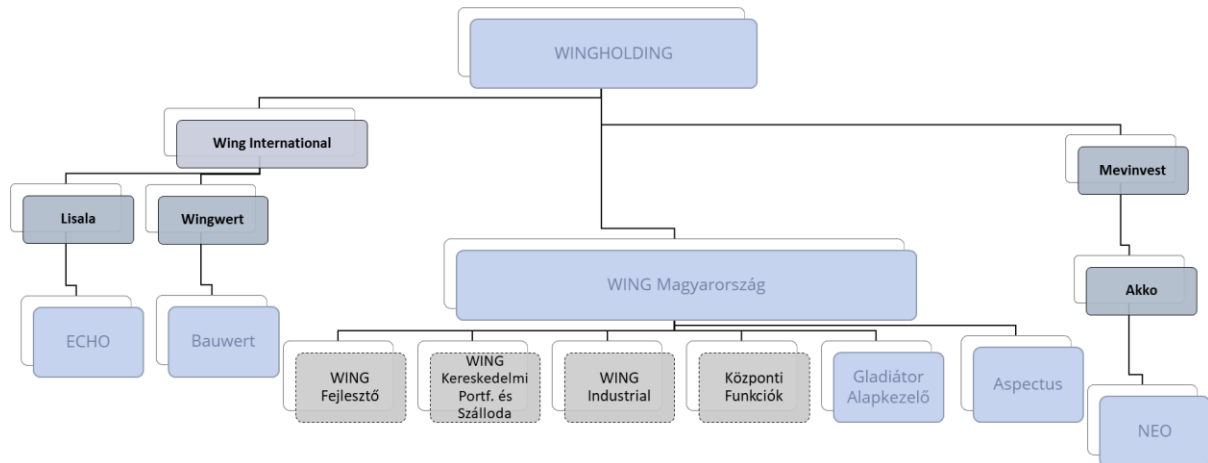 WINGHOLDING
Wing International
Mevinvest
Lisala
Wingwert
WING Magyarország
Akko
ECHO
Bauwert
WING
Fejlesztő
WING
Kereskedelmi
Portf. és
Szálloda
WING
Industrial
Központi
Funkciók
Gladiátor
Alapkezelő
Aspectus
NEO